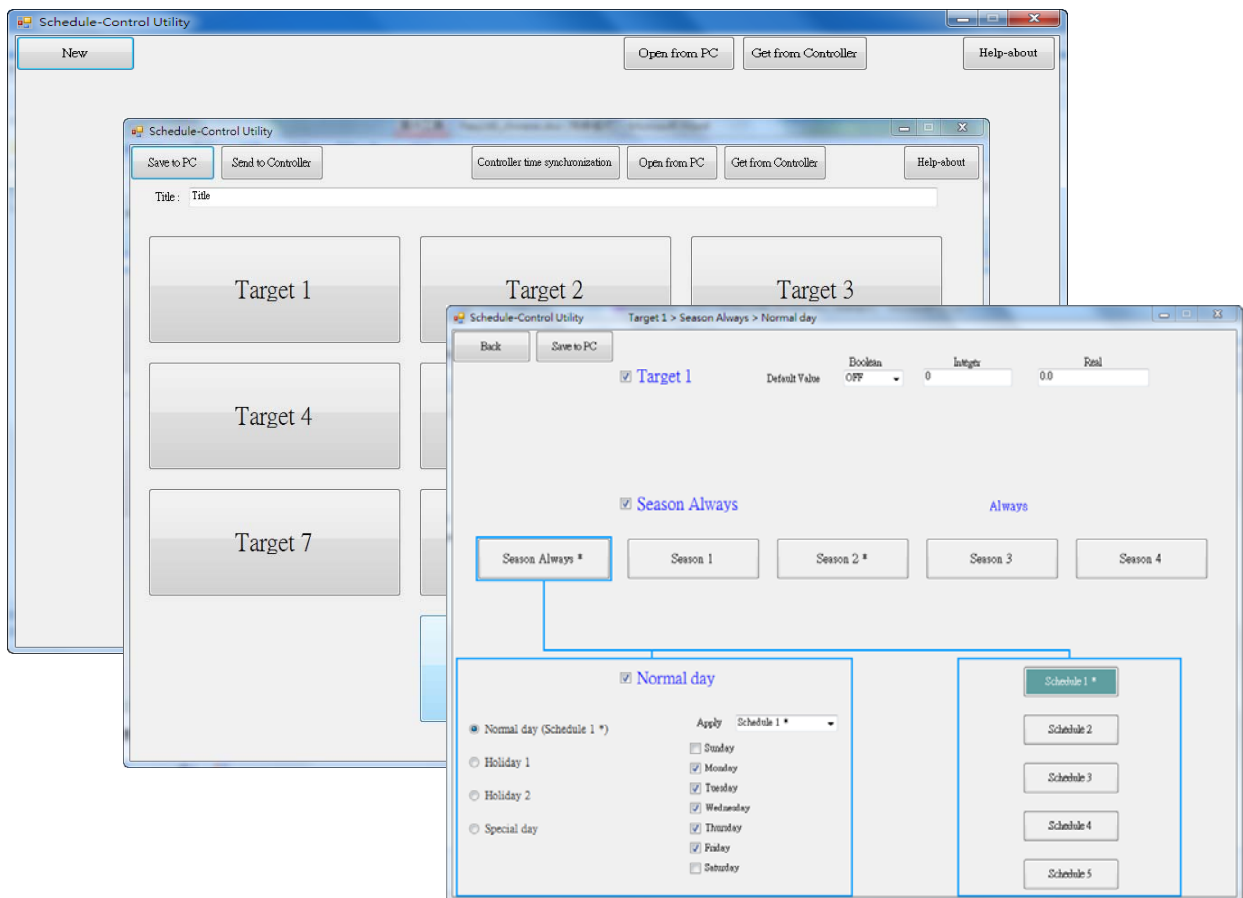 Schedule-Control Utility
New
Open from PC
Get from Controller
Help-about
Schedule-Control Utility
Save to PC
Send to Controller
Controller time synchronization
Open from PC
Get from Controller
Help-about
Title :
Title
Target 1
Target 2
Target 3
Target 4
Target 7
Schedule-Control Utility
Target 1 > Season Always > Normal day
Back
Save to PC
Target 1
Default Value
Boolean
OFF
Integer
0
Real
0.0
Season Always
Always
Season Always *
Season 1
Season 2 *
Season 3
Season 4
Normal day
Normal day (Schedule 1 *)
Holiday 1
Holiday 2
Special day
Apply
Schedule 1 *
Sunday
Monday
Tuesday
Wednesday
Thursday
Friday
Saturday
Schedule 1 *
Schedule 2
Schedule 3
Schedule 4
Schedule 5